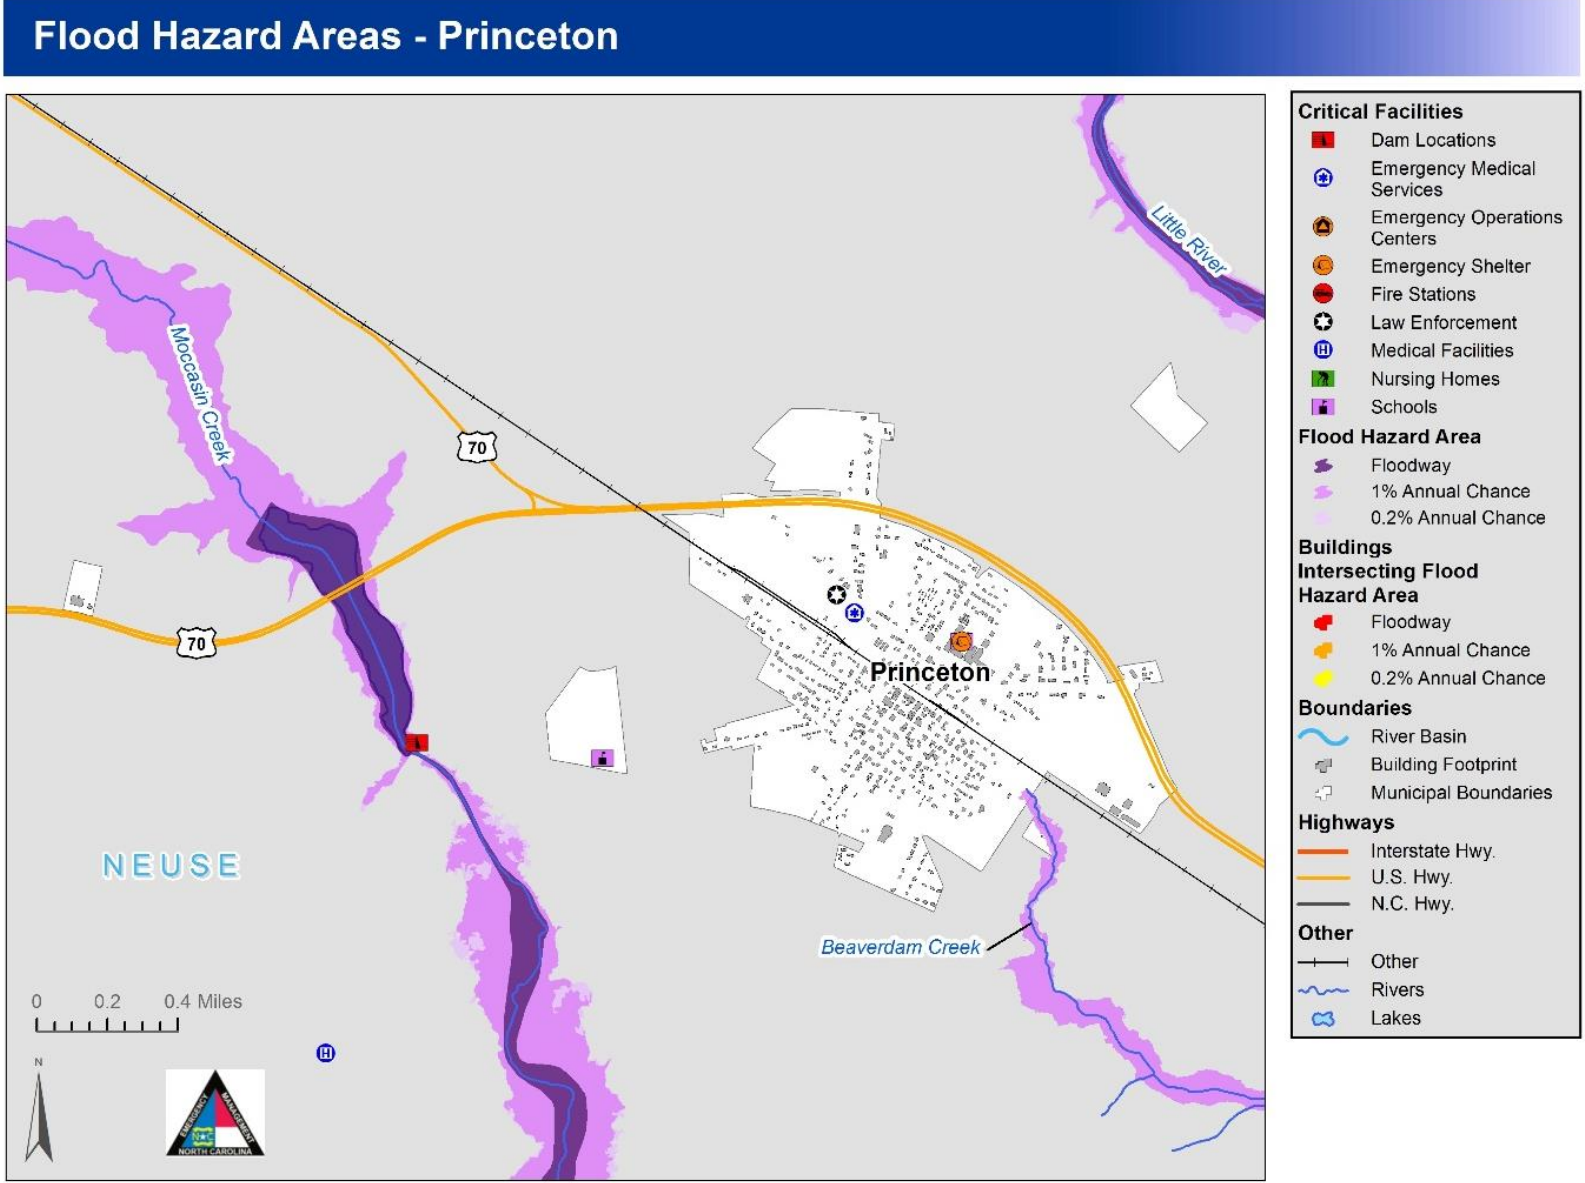 Flood Hazard Areas - Princeton
Little River
Moccasin Creek
70
70
Princeton
Beaverdam Creek
NEUSE
0 0.2 0.4 Miles
N
H
EMERGENCY
MANAGEMENT
N C
NORTH CAROLINA
Critical Facilities
Dam Locations
Emergency Medical
Services
Emergency Operations
Centers
Emergency Shelter
Fire Stations
Law Enforcement
H Medical Facilities
Nursing Homes
Schools
Flood Hazard Area
Floodway
1% Annual Chance
0.2% Annual Chance
Buildings
Intersecting Flood
Hazard Area
Floodway
1% Annual Chance
0.2% Annual Chance
Boundaries
River Basin
Building Footprint
Municipal Boundaries
Highways
Interstate Hwy.
U.S. Hwy.
N.C. Hwy.
Other
Other
Rivers
Lakes